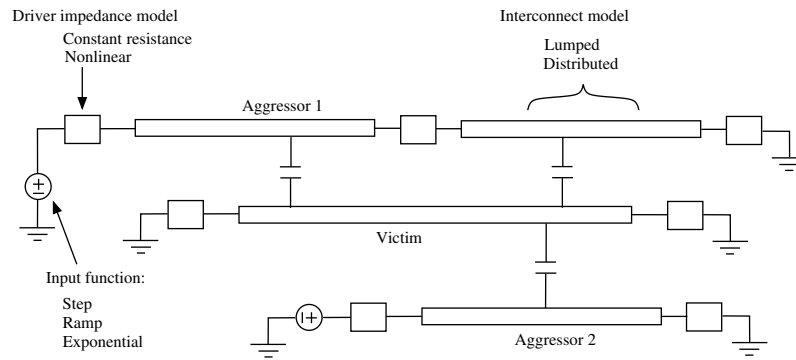 Driver impedance model
Constant resistance
Nonlinear
Interconnect model
Lumped
Distributed
Aggressor 1
Victim
Input function:
Step
Ramp
Exponential
Aggressor 2